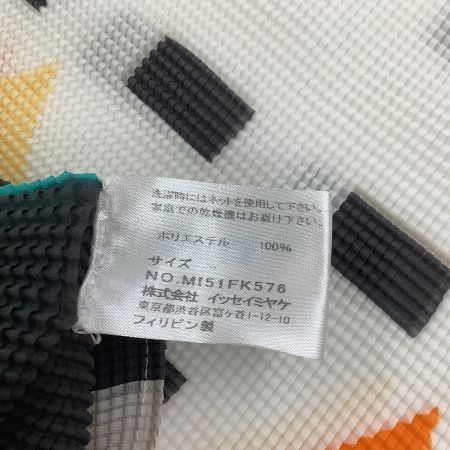 洗濯時にはネットを使用して下さい。
家庭での乾燥機はお避け下さい。
ポリエステル 100%
サイズ -
NO.MI51FK576
株式会社 イッセイミヤケ
東京都渋谷区富ヶ谷1-12-10
フィリピン製